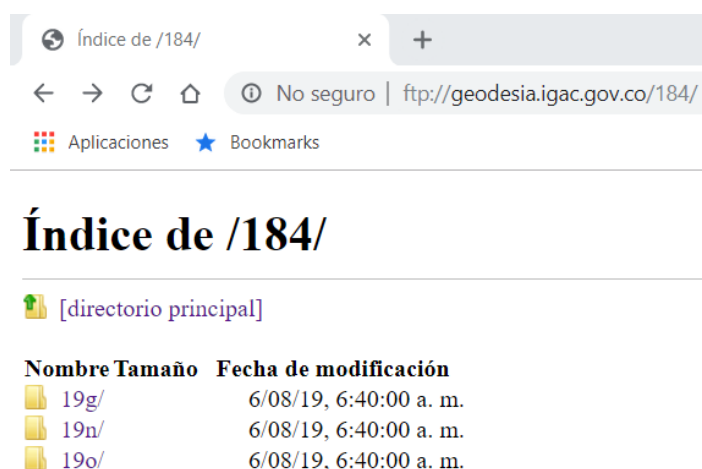 Índice de /184/
No seguro | ftp://geodesia.igac.gov.co/184/
Aplicaciones Bookmarks
Índice de /184/
[directorio principal]
Nombre Tamaño Fecha de modificación
19g/ 6/08/19, 6:40:00 a. m.
19n/ 6/08/19, 6:40:00 a. m.
19o/ 6/08/19, 6:40:00 a. m.